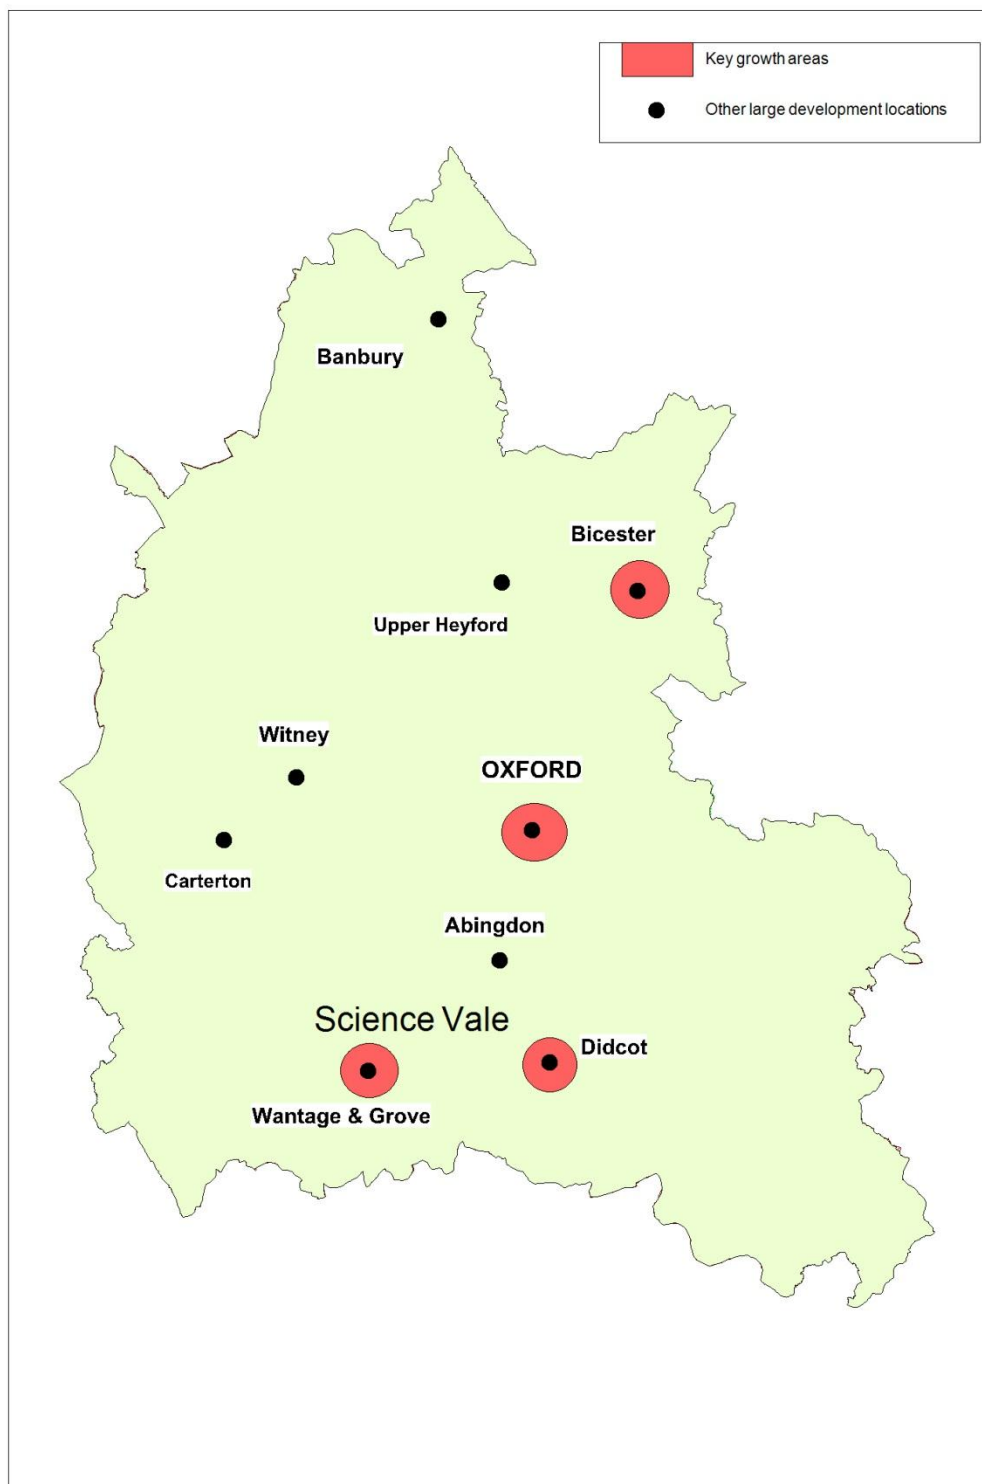 Key growth areas
Other large development locations
Banbury
Bicester
Upper Heyford
Witney
OXFORD
Carterton
Abingdon
Science Vale
Didcot
Wantage & Grove